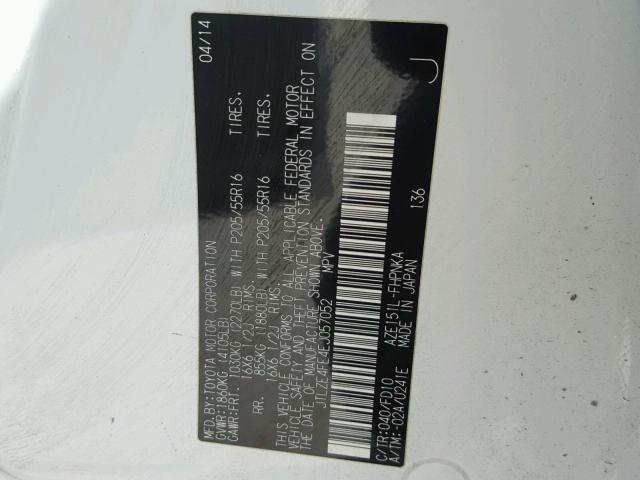 MFD.BY:TOYOTA MOTOR CORPORATION 04/14
GVWR:1860KG (4105LB)
GAWR:FRT. 1030KG (2270LB) WITH P205/55R16 TIRES.
16X6 1/2J RIMS.
RR. 855KG (1880LB) WITH P205/55R16 TIRES.
16X6 1/2J RIMS.
THIS VEHICLE CONFORMS TO ALL APPLICABLE FEDERAL MOTOR
VEHICLE SAFETY AND THEFT PREVENTION STANDARDS IN EFFECT ON
THE DATE OF MANUFACTURE SHOWN ABOVE.
JTLZE4FE4EJ057052 MPV
C/TR:040/FD10 AZE151L-FHPNKA J
A/TM:-02A/U241E MADE IN JAPAN 136